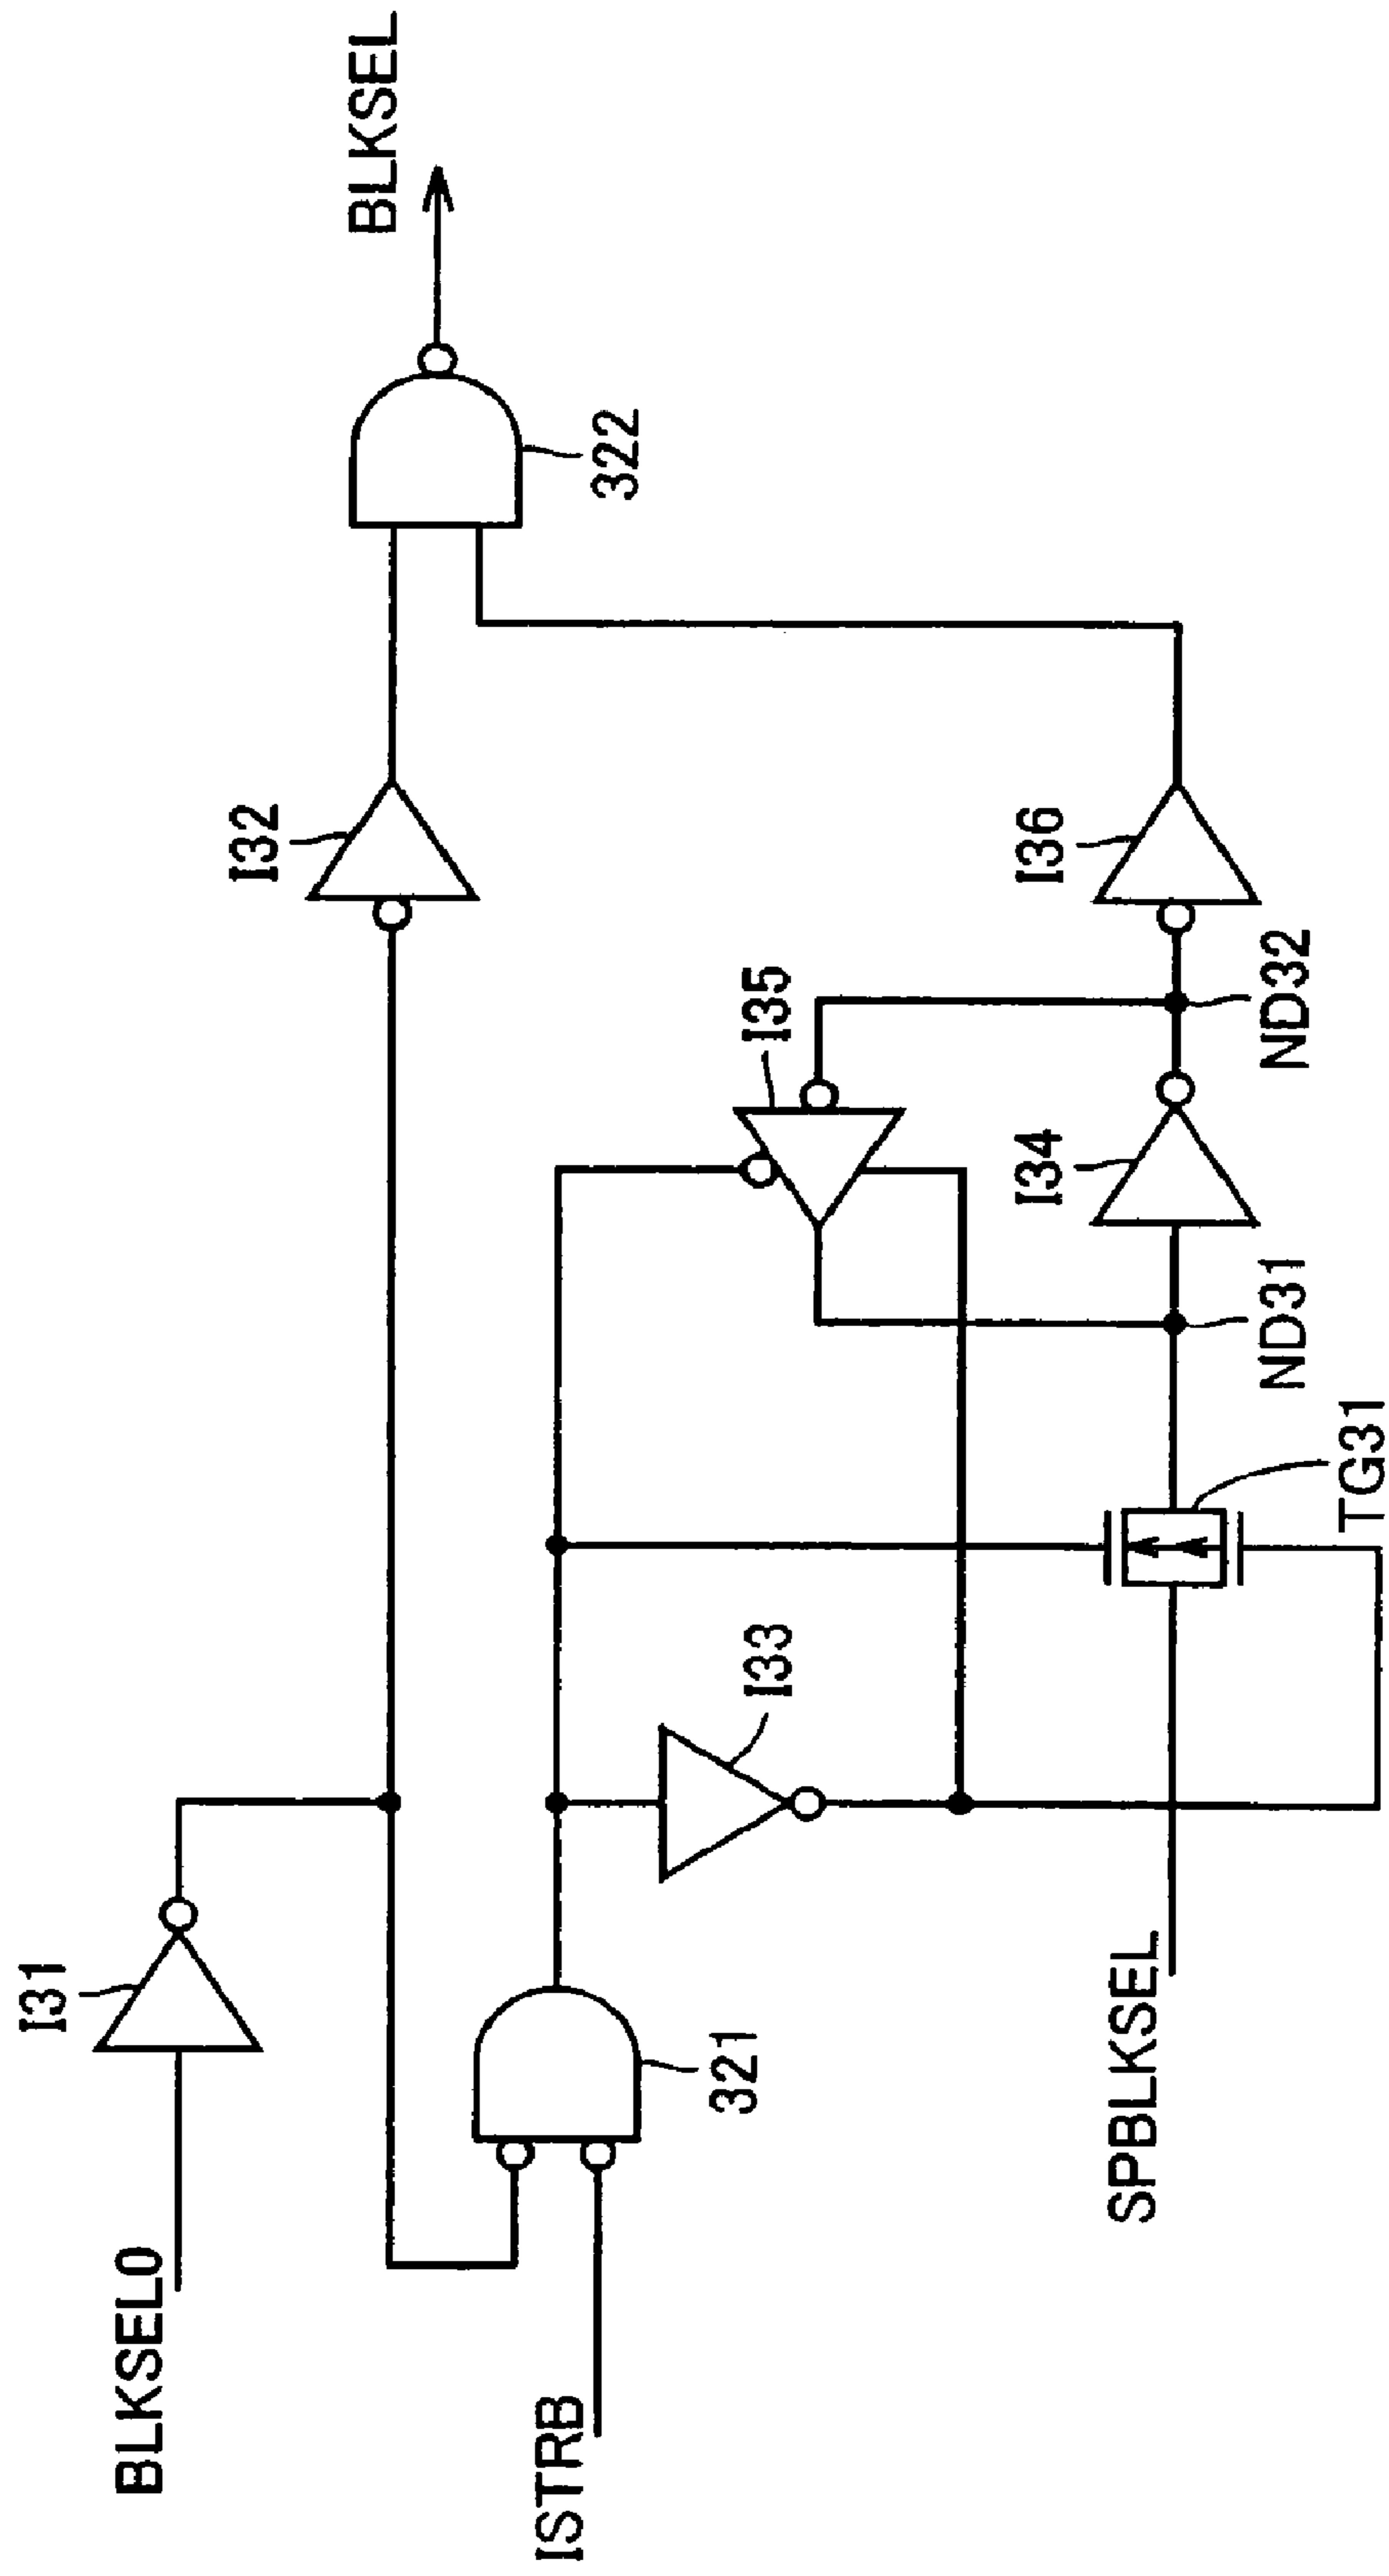 BLKSEL0
I31
I32
BLKSEL
322
ISTRB
321
I33
I35
SPBLKSEL
TG31
ND31
I34
ND32
I36